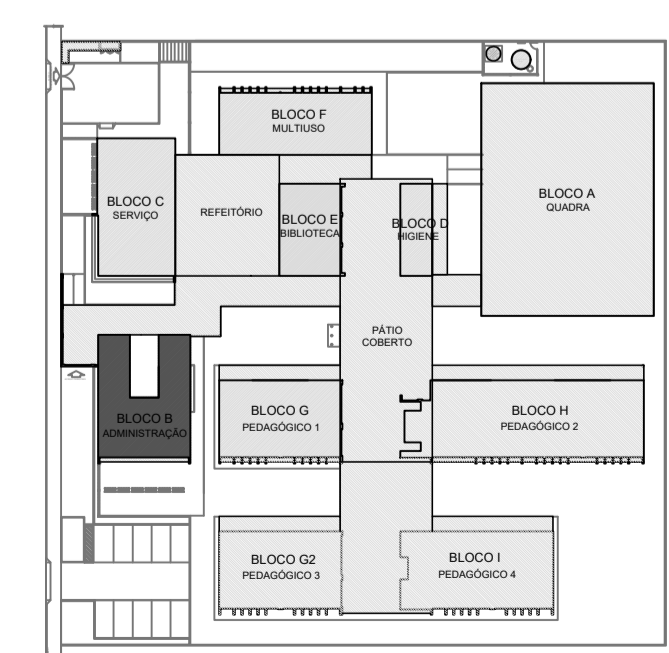 BLOCO F
MULTIUSO
BLOCO C
SERVIÇO
REFEITÓRIO
BLOCO E
BIBLIOTECA
BLOCO D
HIGIENE
BLOCO A
QUADRA
PÁTIO
COBERTO
BLOCO B
ADMINISTRAÇÃO
BLOCO G
PEDAGÓGICO 1
BLOCO H
PEDAGÓGICO 2
BLOCO G2
PEDAGÓGICO 3
BLOCO I
PEDAGÓGICO 4